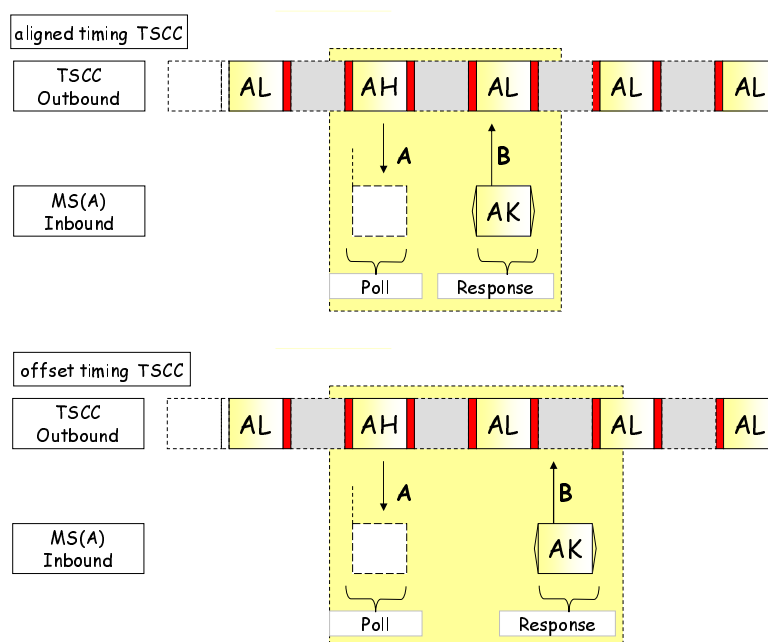 aligned timing TSCC
TSCC
Outbound
AL
AH
AL
AL
AL
A
B
MS(A)
Inbound
AK
Poll
Response
offset timing TSCC
TSCC
Outbound
AL
AH
AL
AL
AL
A
B
MS(A)
Inbound
AK
Poll
Response